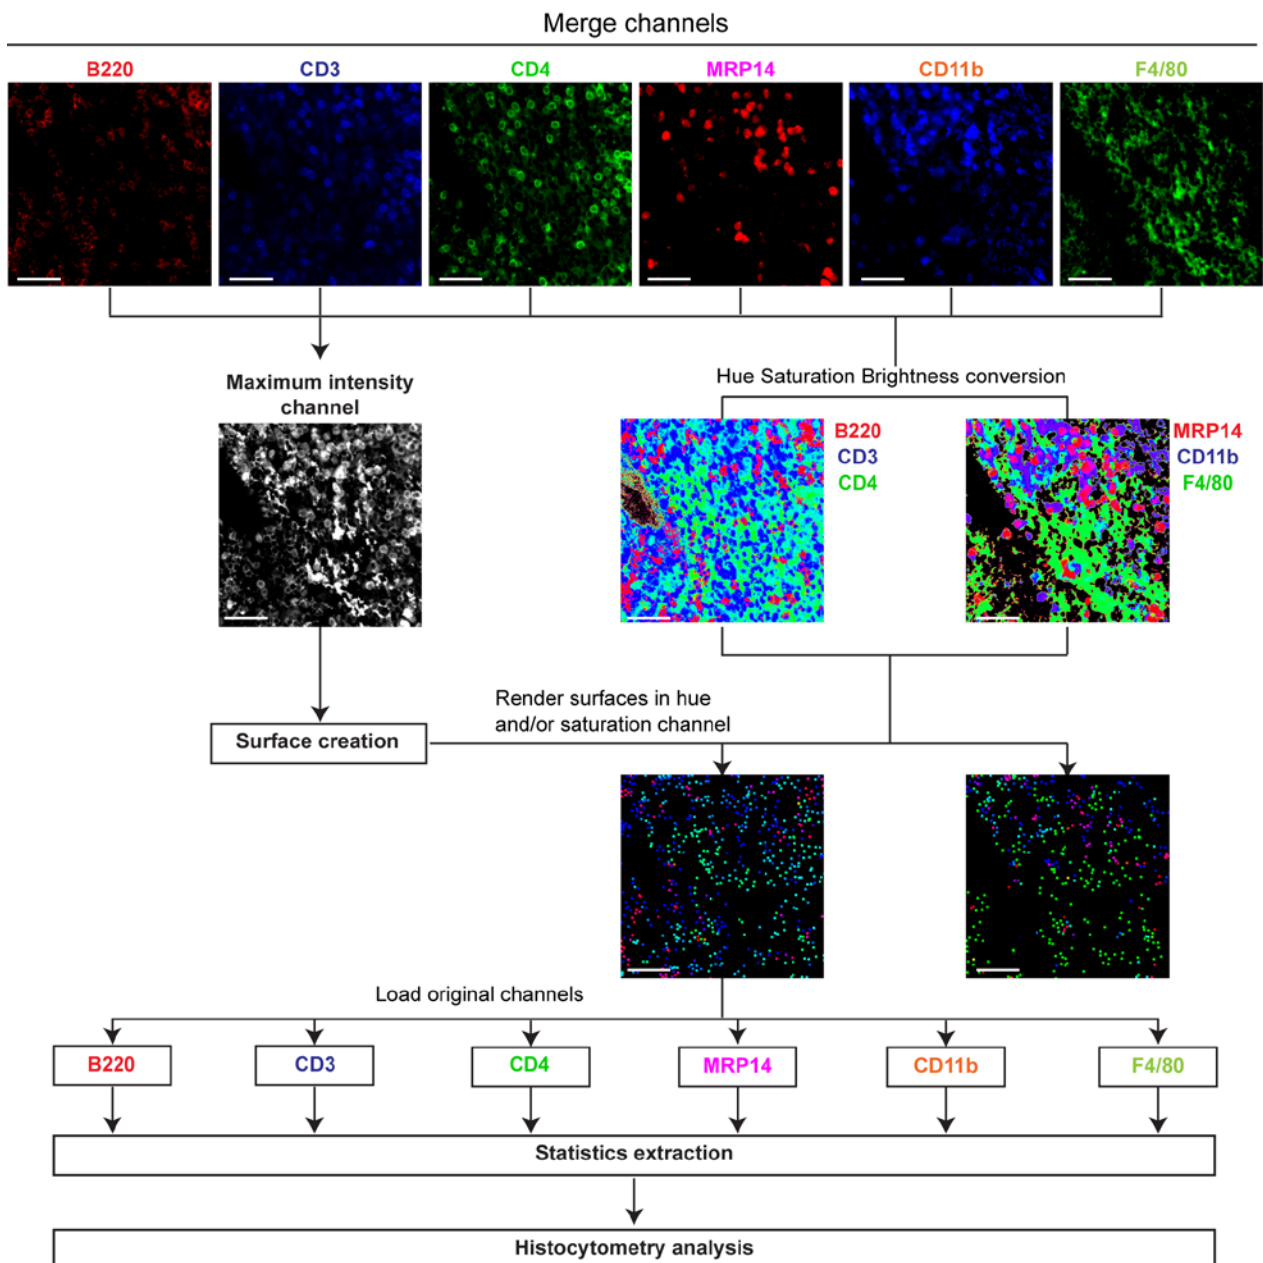 Merge channels
B220 CD3 CD4 MRP14 CD11b F4/80
Maximum intensity
channel
Hue Saturation Brightness conversion
B220
CD3
CD4
MRP14
CD11b
F4/80
Render surfaces in hue
and/or saturation channel
Surface creation
Load original channels
B220 CD3 CD4 MRP14 CD11b F4/80
Statistics extraction
Histocytometry analysis